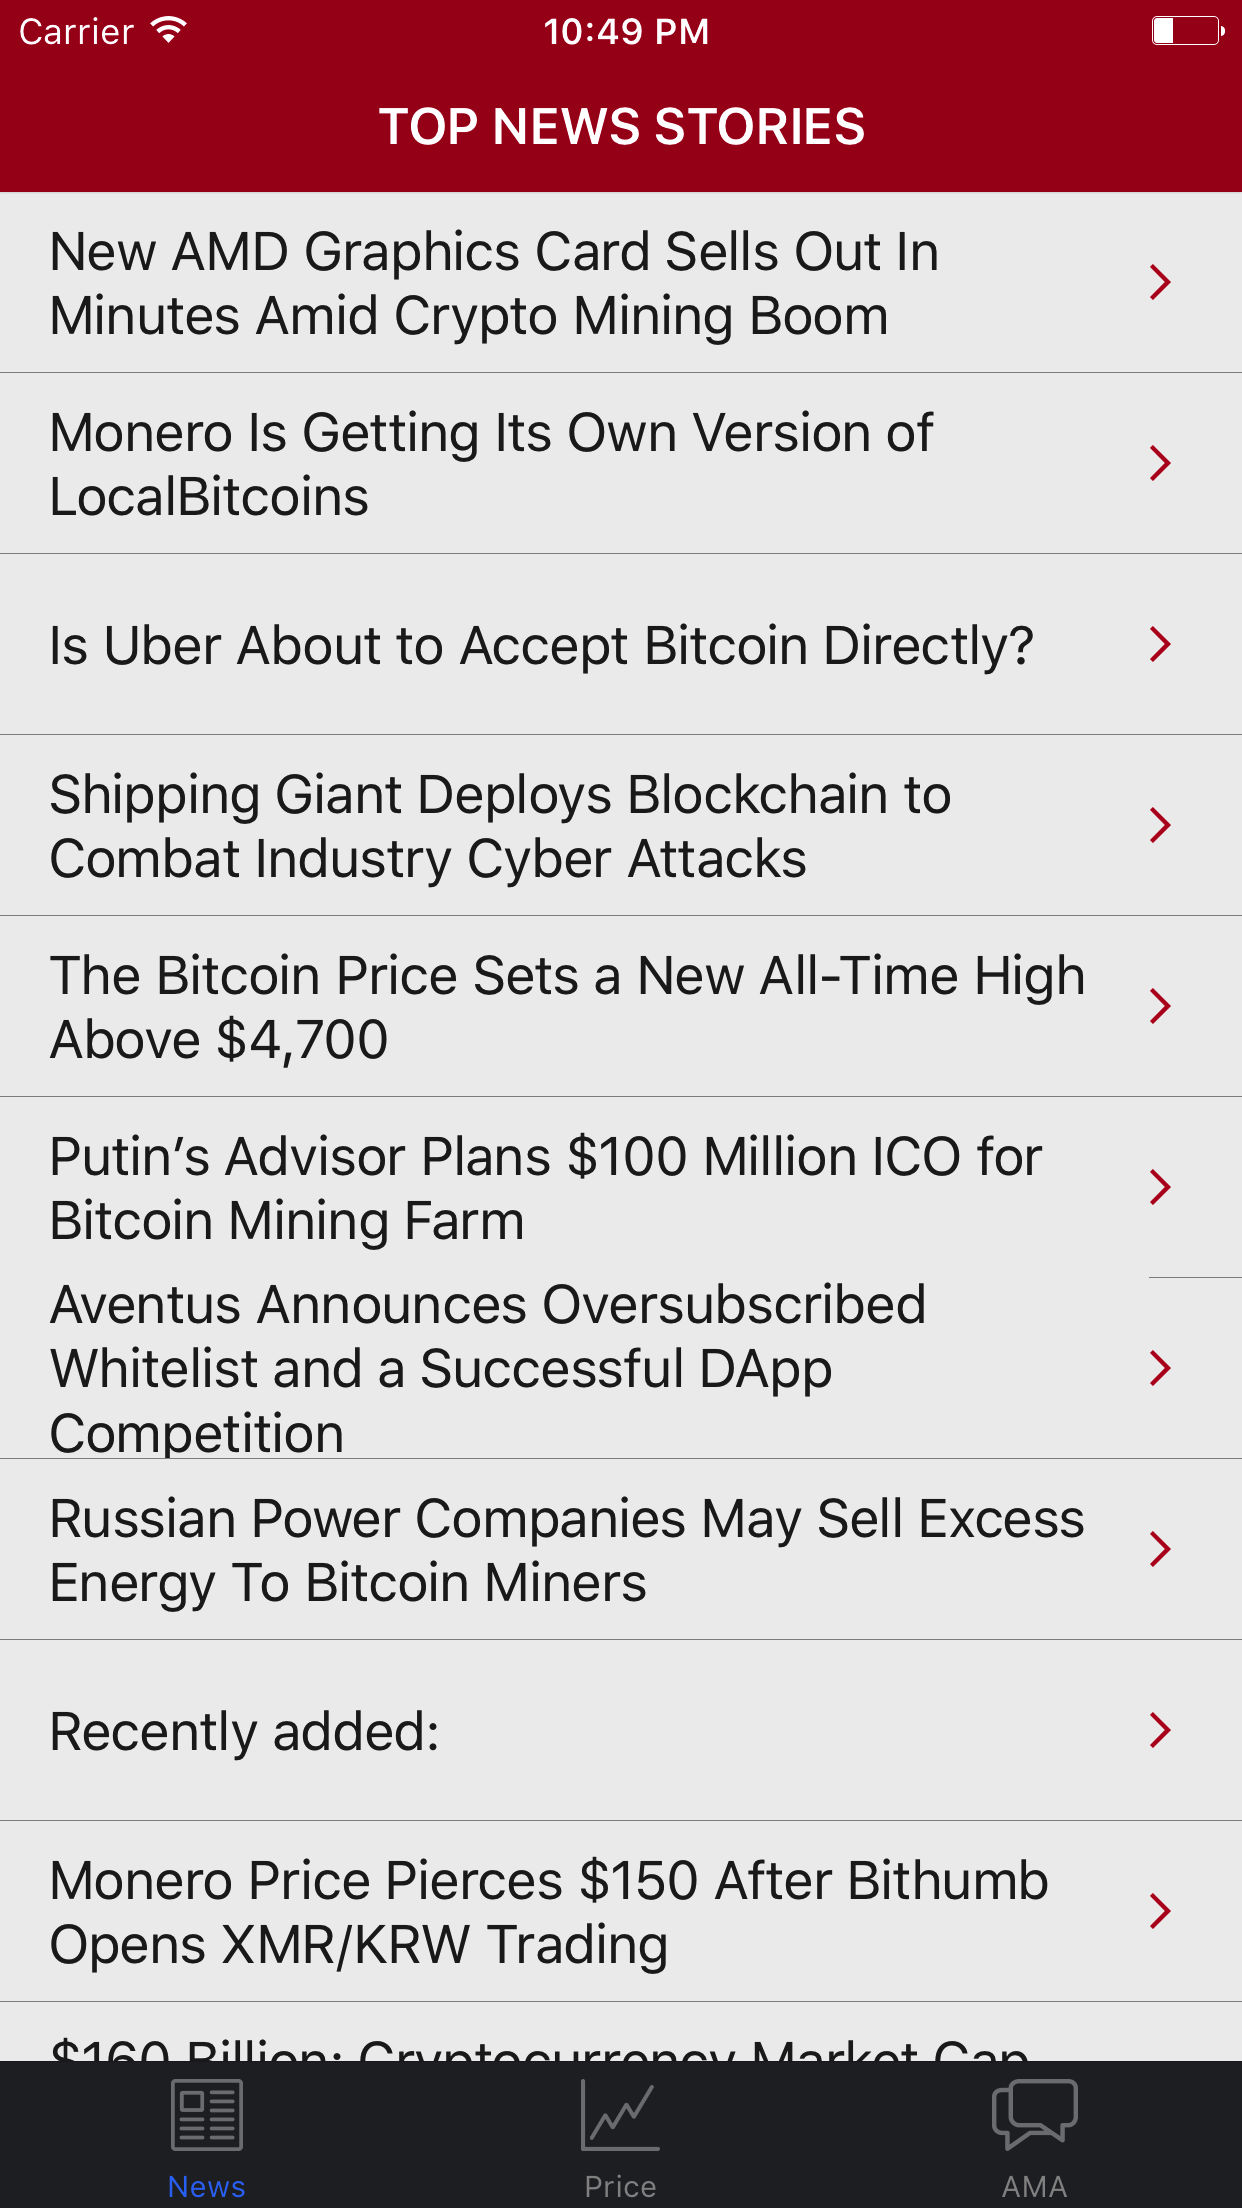 Carrier 10:49 PM
TOP NEWS STORIES
New AMD Graphics Card Sells Out In
Minutes Amid Crypto Mining Boom
Monero Is Getting Its Own Version of
LocalBitcoins
Is Uber About to Accept Bitcoin Directly?
Shipping Giant Deploys Blockchain to
Combat Industry Cyber Attacks
The Bitcoin Price Sets a New All-Time High
Above $4,700
Putin’s Advisor Plans $100 Million ICO for
Bitcoin Mining Farm
Aventus Announces Oversubscribed
Whitelist and a Successful DApp
Competition
Russian Power Companies May Sell Excess
Energy To Bitcoin Miners
Recently added:
Monero Price Pierces $150 After Bithumb
Opens XMR/KRW Trading
$160 Billion: Cryptocurrency Market Cap
News Price AMA